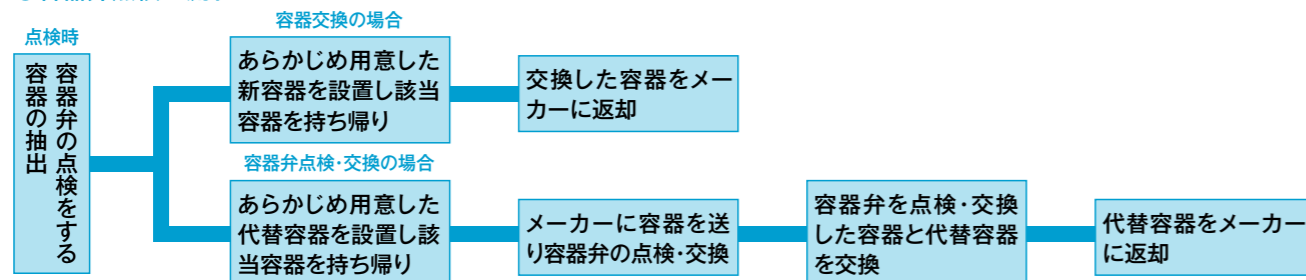 点検時
容器弁の点検をする
容器の抽出
容器交換の場合
あらかじめ用意した
新容器を設置し該当
容器を持ち帰り
交換した容器をメー
カーに返却
容器弁点検・交換の場合
あらかじめ用意した
代替容器を設置し該
当容器を持ち帰り
メーカーに容器を送
り容器弁の点検・交換
容器弁を点検・交換
した容器と代替容器
を交換
代替容器をメーカー
に返却